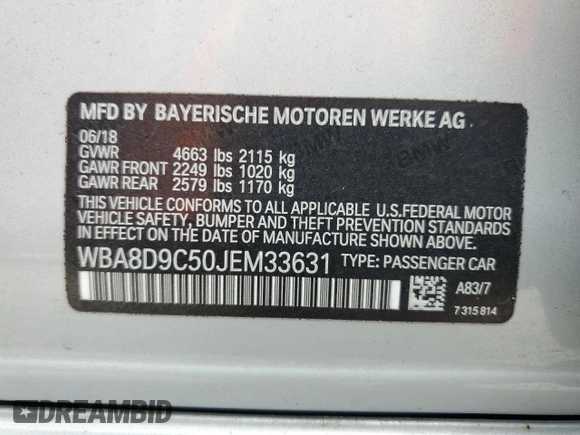 MFD BY BAYERISCHE MOTOREN WERKE AG
06/18
GVWR 4663 lbs 2115 kg
GAWR FRONT 2249 lbs 1020 kg
GAWR REAR 2579 lbs 1170 kg
THIS VEHICLE CONFORMS TO ALL APPLICABLE U.S.FEDERAL MOTOR
VEHICLE SAFETY, BUMPER AND THEFT PREVENTION STANDARDS
IN EFFECT ON THE DATE OF MANUFACTURE SHOWN ABOVE.
WBA8D9C50JEM33631 TYPE: PASSENGER CAR
A83/7
7315814
DREAMBID